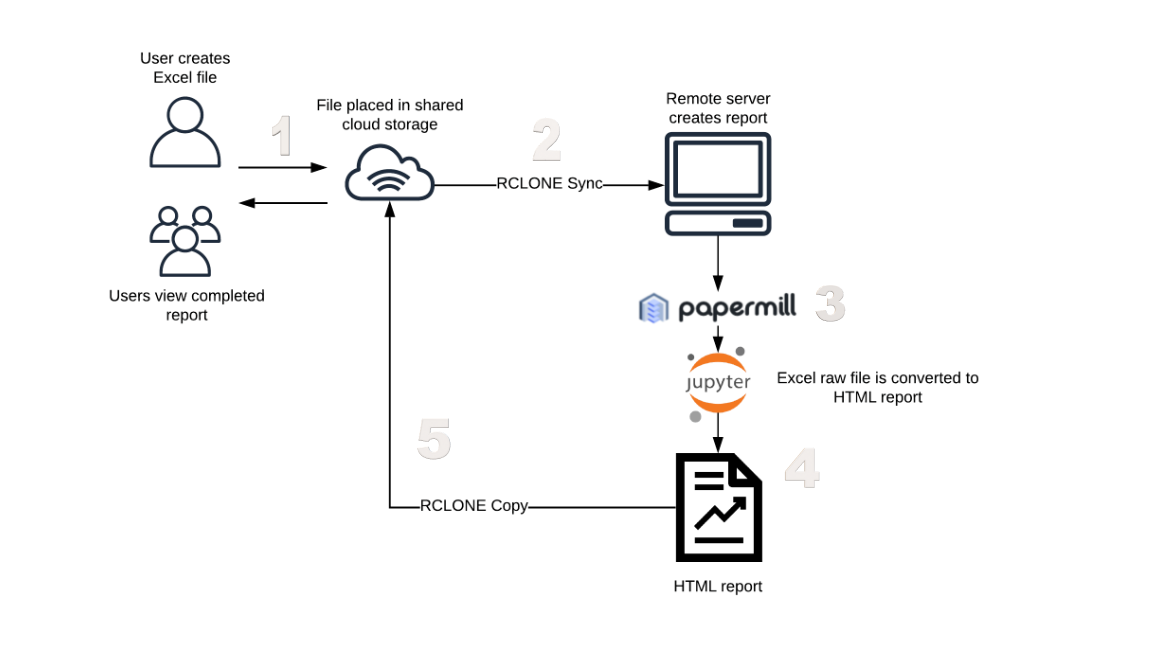 User creates
Excel file
1
File placed in shared
cloud storage
2
RCLONE Sync
Remote server
creates report
Users view completed
report
papermill
3
jupyter
Excel raw file is converted to
HTML report
5
4
RCLONE Copy
HTML report